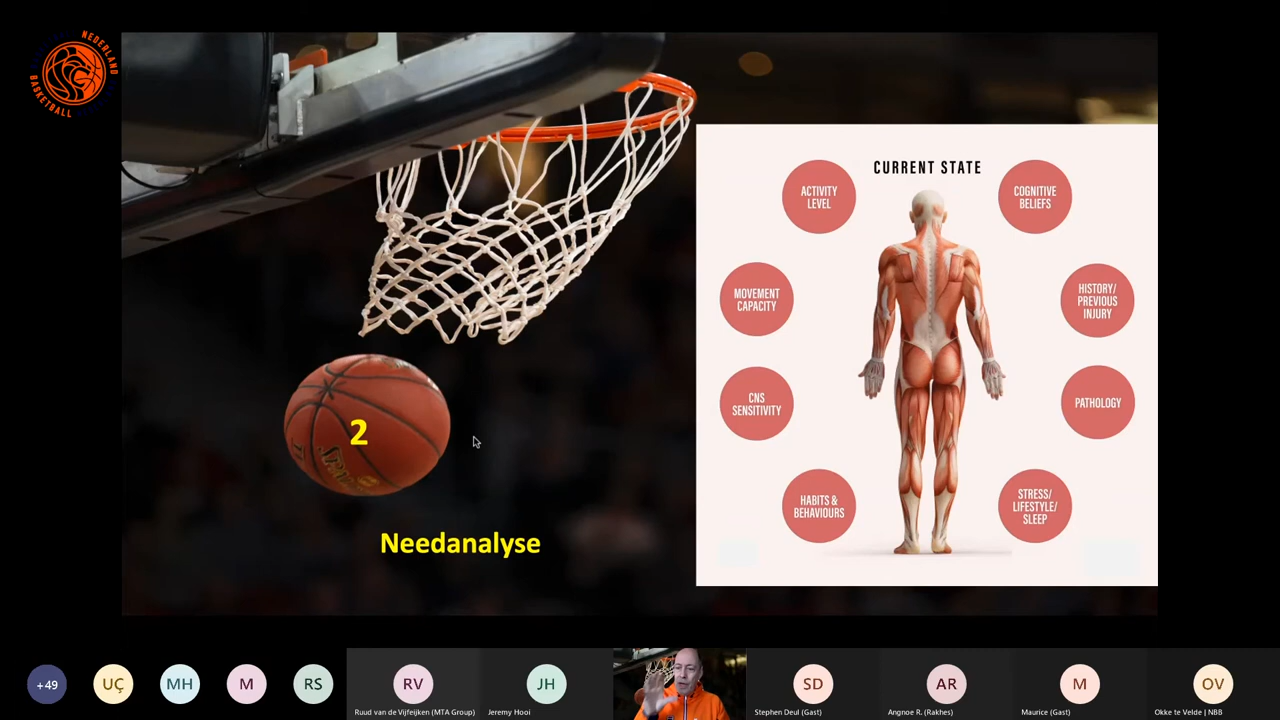 BASKETBALL
NEDERLAND
CURRENT STATE
ACTIVITY
LEVEL
COGNITIVE
BELIEFS
MOVEMENT
CAPACITY
HISTORY/
PREVIOUS
INJURY
CNS
SENSITIVITY
PATHOLOGY
HABITS &
BEHAVIOURS
STRESS/
LIFESTYLE/
SLEEP
2
Needanalyse
+49
UÇ
MH
M
RS
RV
JH
SD
AR
M
OV
Ruud van de Vijfeijken (MTA Group)
Jeremy Hooi
Stephen Deul (Gast)
Angnoe R. (Rakhes)
Maurice (Gast)
Okke te Velde | NBB